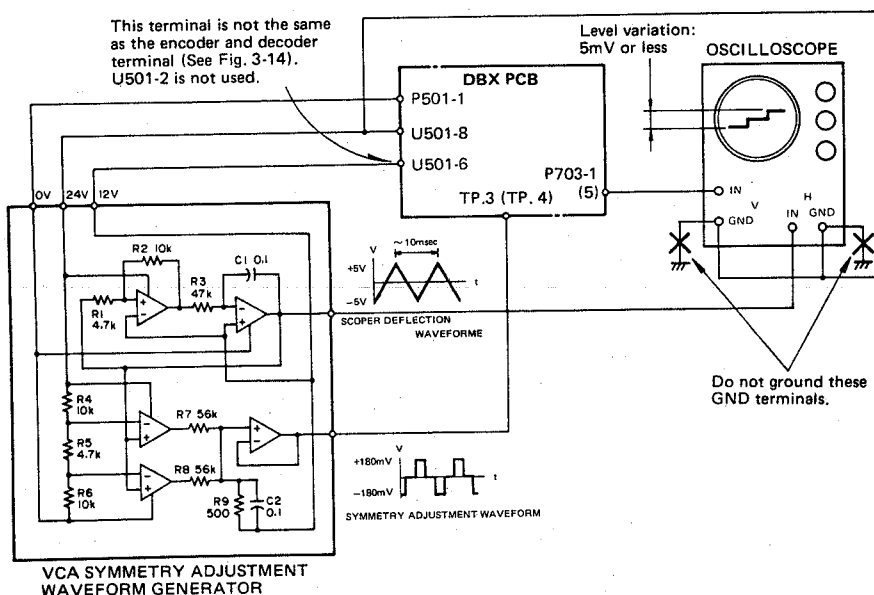 This terminal is not the same
as the encoder and decoder
terminal (See Fig. 3-14).
U501-2 is not used.
Level variation:
5mV or less
OSCILLOSCOPE
DBX PCB
P501-1
U501-8
U501-6
P703-1
(5)
TP.3 (TP. 4)
IN
GND
V
H
IN
GND
0V
24V
12V
R2 10k
C1 0.1
R3
47k
R1
4.7k
V
~10msec
+5V
t
-5V
SCOPER DEFLECTION
WAVEFORME
Do not ground these
GND terminals.
R4
10k
R7 56k
R5
4.7k
R8 56k
R6
10k
R9
500
C2
0.1
V
+180mV
t
-180mV
SYMMETRY ADJUSTMENT WAVEFORM
VCA SYMMETRY ADJUSTMENT
WAVEFORM GENERATOR